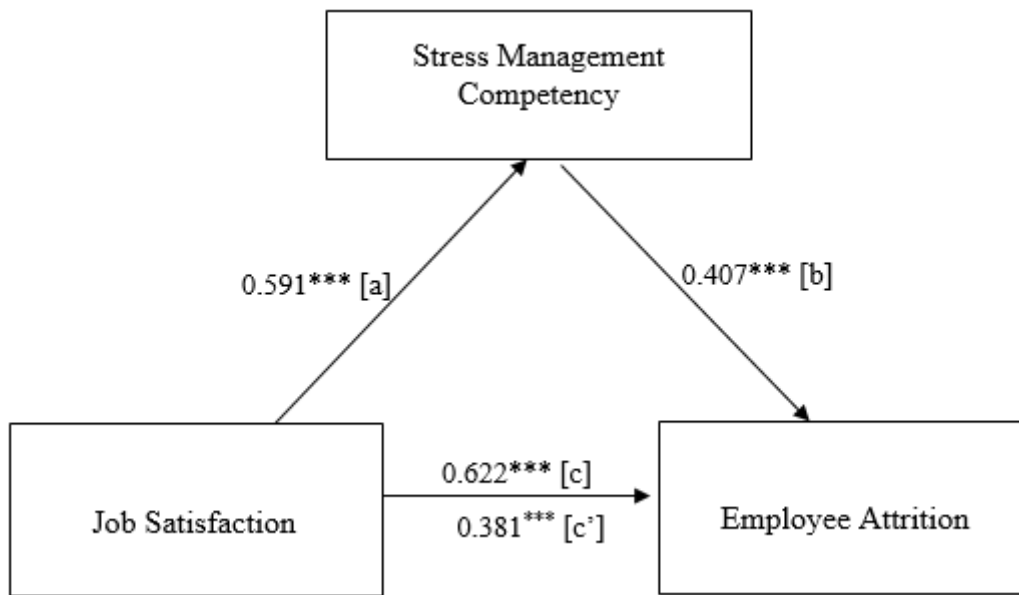 Stress Management
Competency
0.591*** [a]
0.407*** [b]
0.622*** [c]
Job Satisfaction
0.381*** [c’]
Employee Attrition